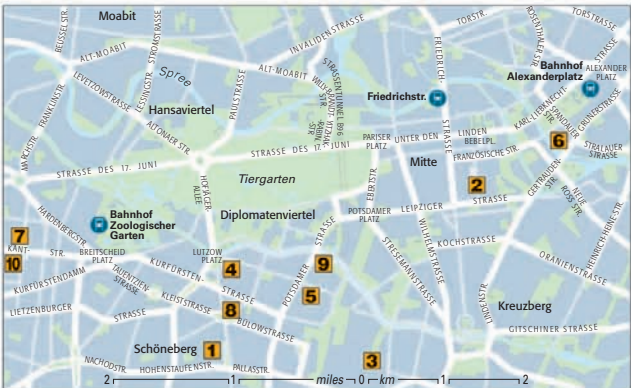 Moabit
BEUSSEL STR.
STROMSTRASSE
ALT-MOABIT
INVALIDENSTRASSE
TORSTR.
ROSENTHALER STR.
TORSTRASSE
Spree
LEVETZOWSTRASSE
LESSINGSTR.
ALT-MOABIT
FRANKLINSTR.
PAULSTRASSE
STRASSENTUNNEL B96
FRIEDRICH-
STRASSE
Bahnhof
Alexanderplatz
ALEXANDER
PLATZ
STRASSE
Friedrichstr.
Hansaviertel
ALTONAER STR.
MARCHSTR.
KARL-LIEBKNECHT-
STR.
SPANDAUER
GRUNERSTRASSE
6
STRALAUER
STRASSE
PARISER
PLATZ
UNTER DEN LINDEN
BEBELPL.
STRASSE DES 17. JUNI
STRASSE DES 17. JUNI
Mitte
FRANZÖSISCHE STR.
Tiergarten
EBERTSTR.
2
GERTRAUDEN-
STR.
NEUE
ROSS STR.
HOFJÄGER-
ALLEE
Diplomatenviertel
POTSDAMER
PLATZ
LEIPZIGER STRASSE
HEINRICH-HEINE-STR.
HARDENBERGSTR.
Bahnhof
Zoologischer
Garten
7
KANT-
STR.
BREITSCHEID
PLATZ
LUTZOW
PLATZ
STRESEMANNSTRASSE
WILHELMSTRASSE
KOCHSTRASSE
ORANIENSTRASSE
10
KURFÜRSTENDAMM
TAUENTZIEN-
STRASSE
KURFÜRSTEN-
STRASSE
4
9
POTSDAMER
STRASSE
5
LINDENSTR.
Kreuzberg
LIETZENBURGER
STRASSE
KLEISTSTRASSE
8
BÜLOWSTRASSE
GITSCHINER STRASSE
Schöneberg
1
3
NACHODSTR.
HOHENSTAUFENSTR.
PALLASSTR.
2 1 miles 0 km 1 2